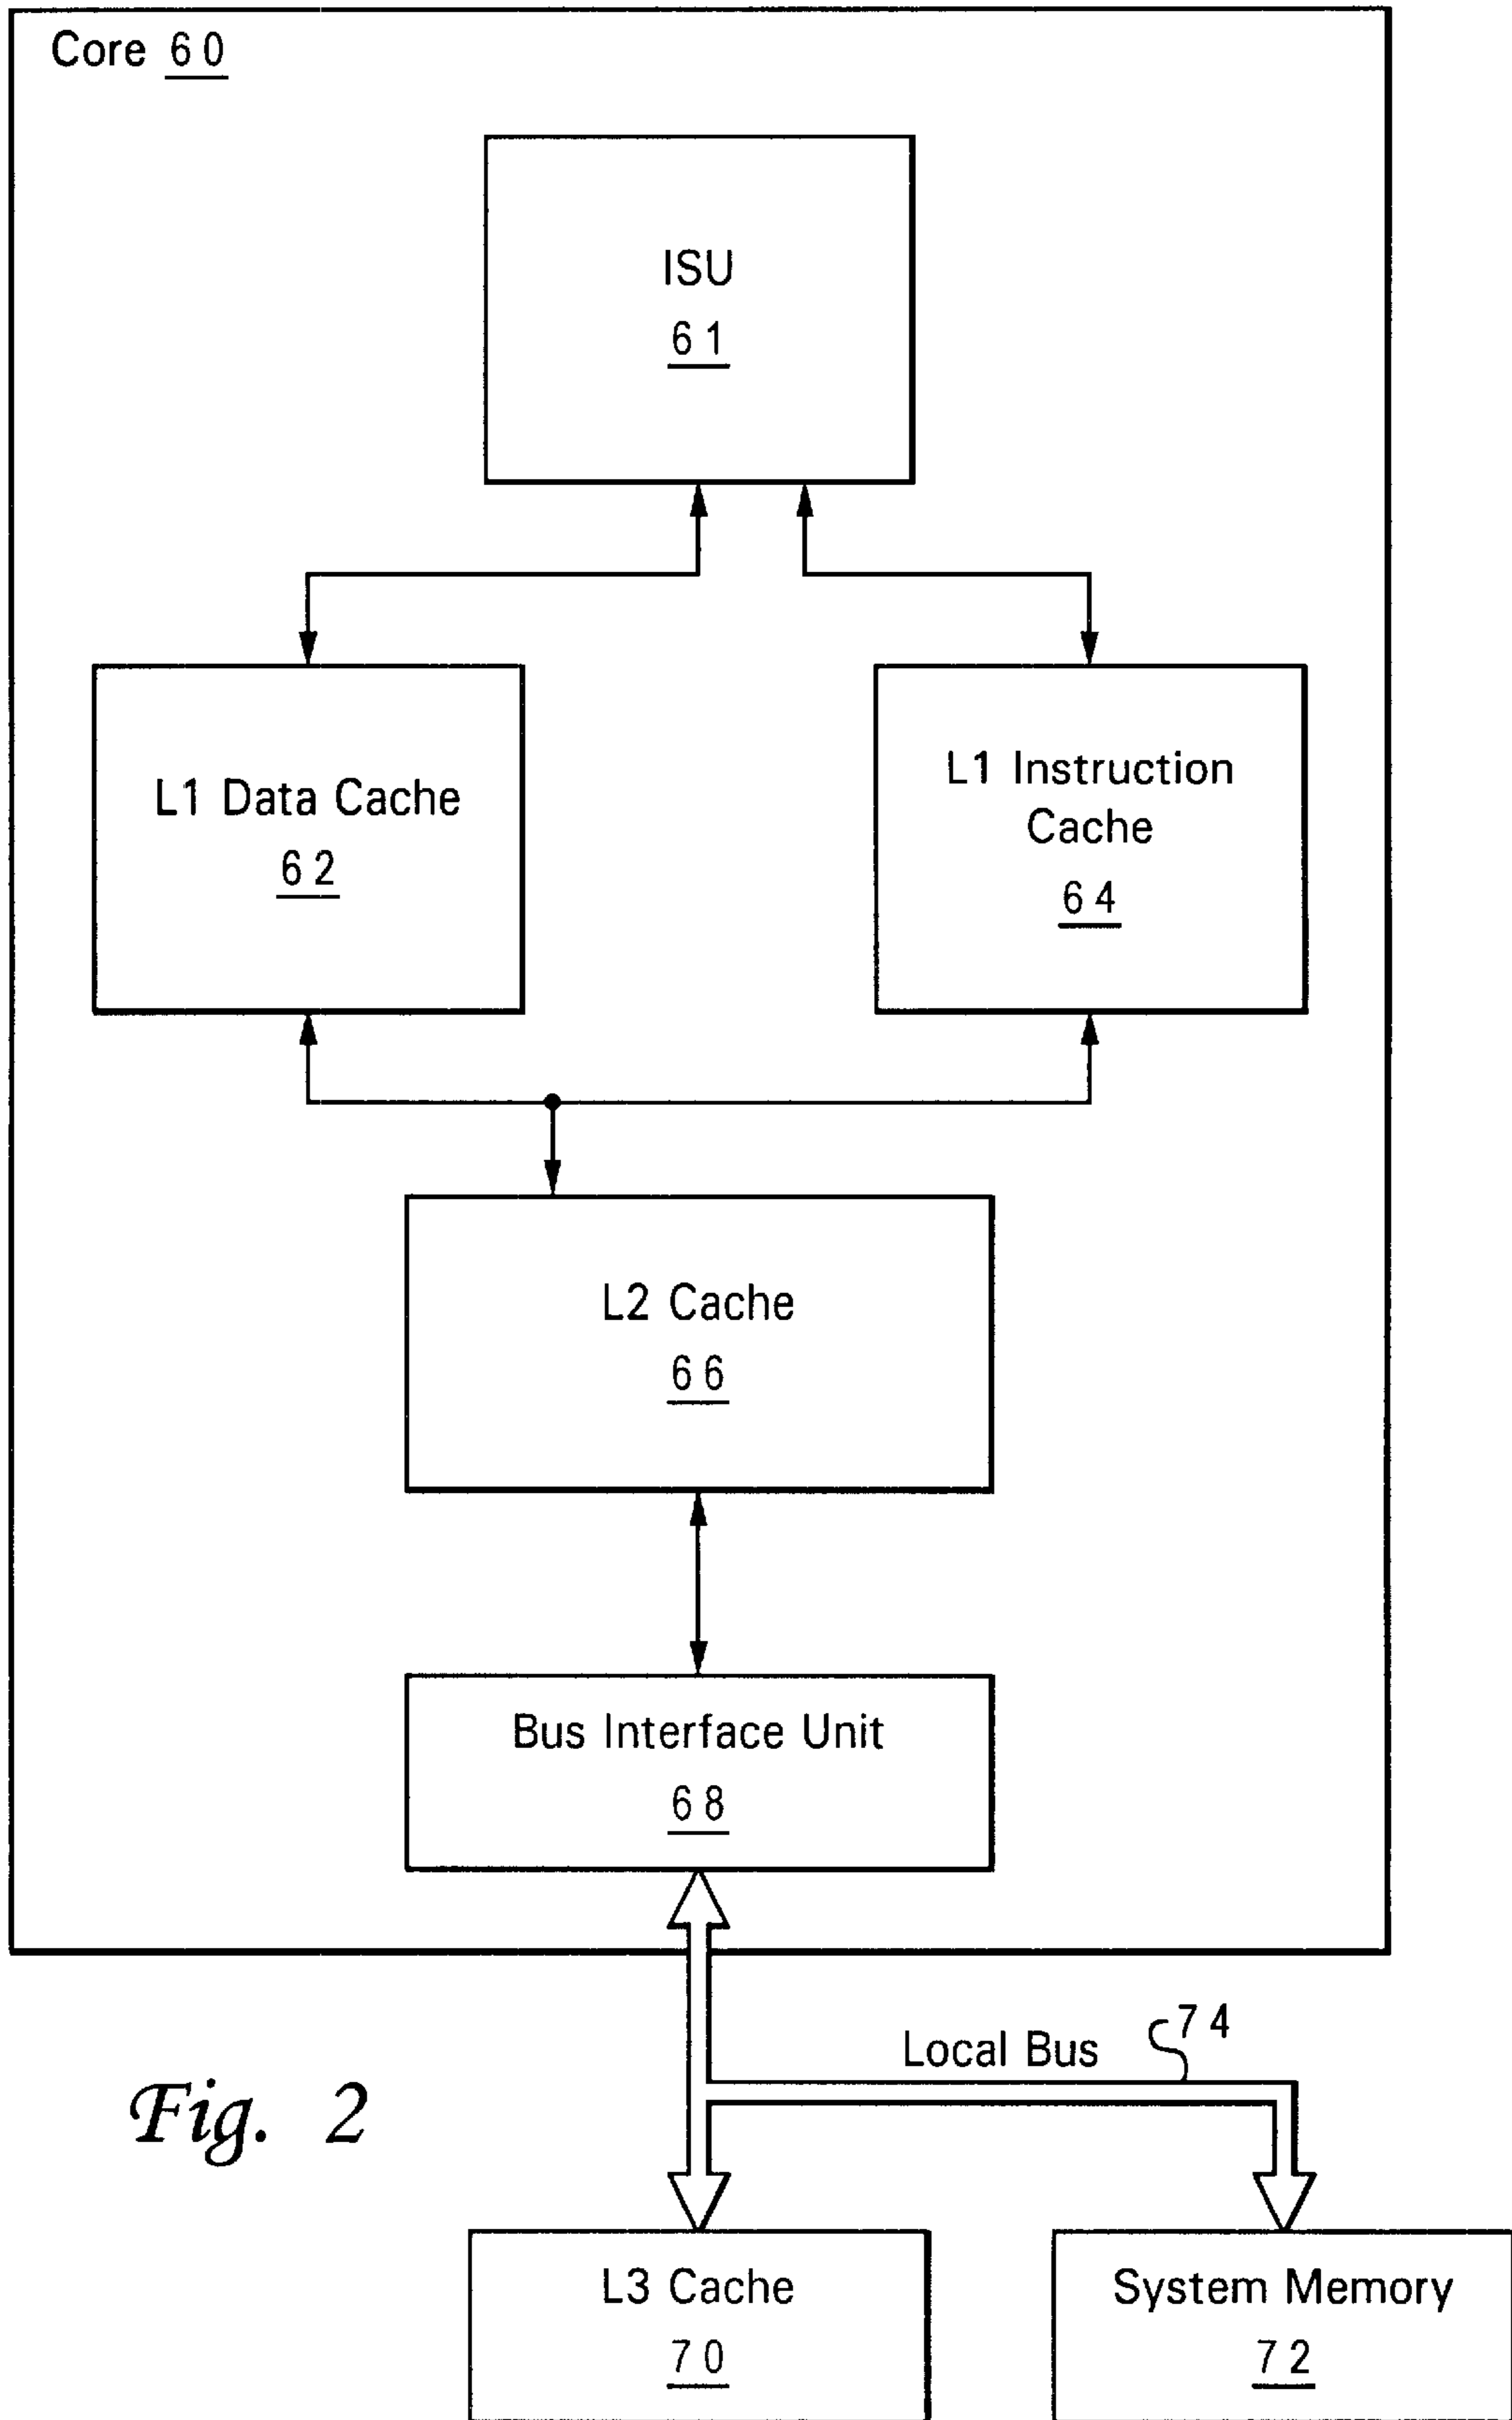 Core 60
ISU
61
L1 Data Cache
62
L1 Instruction
Cache
64
L2 Cache
66
Bus Interface Unit
68
Local Bus
74
Fig. 2
L3 Cache
70
System Memory
72